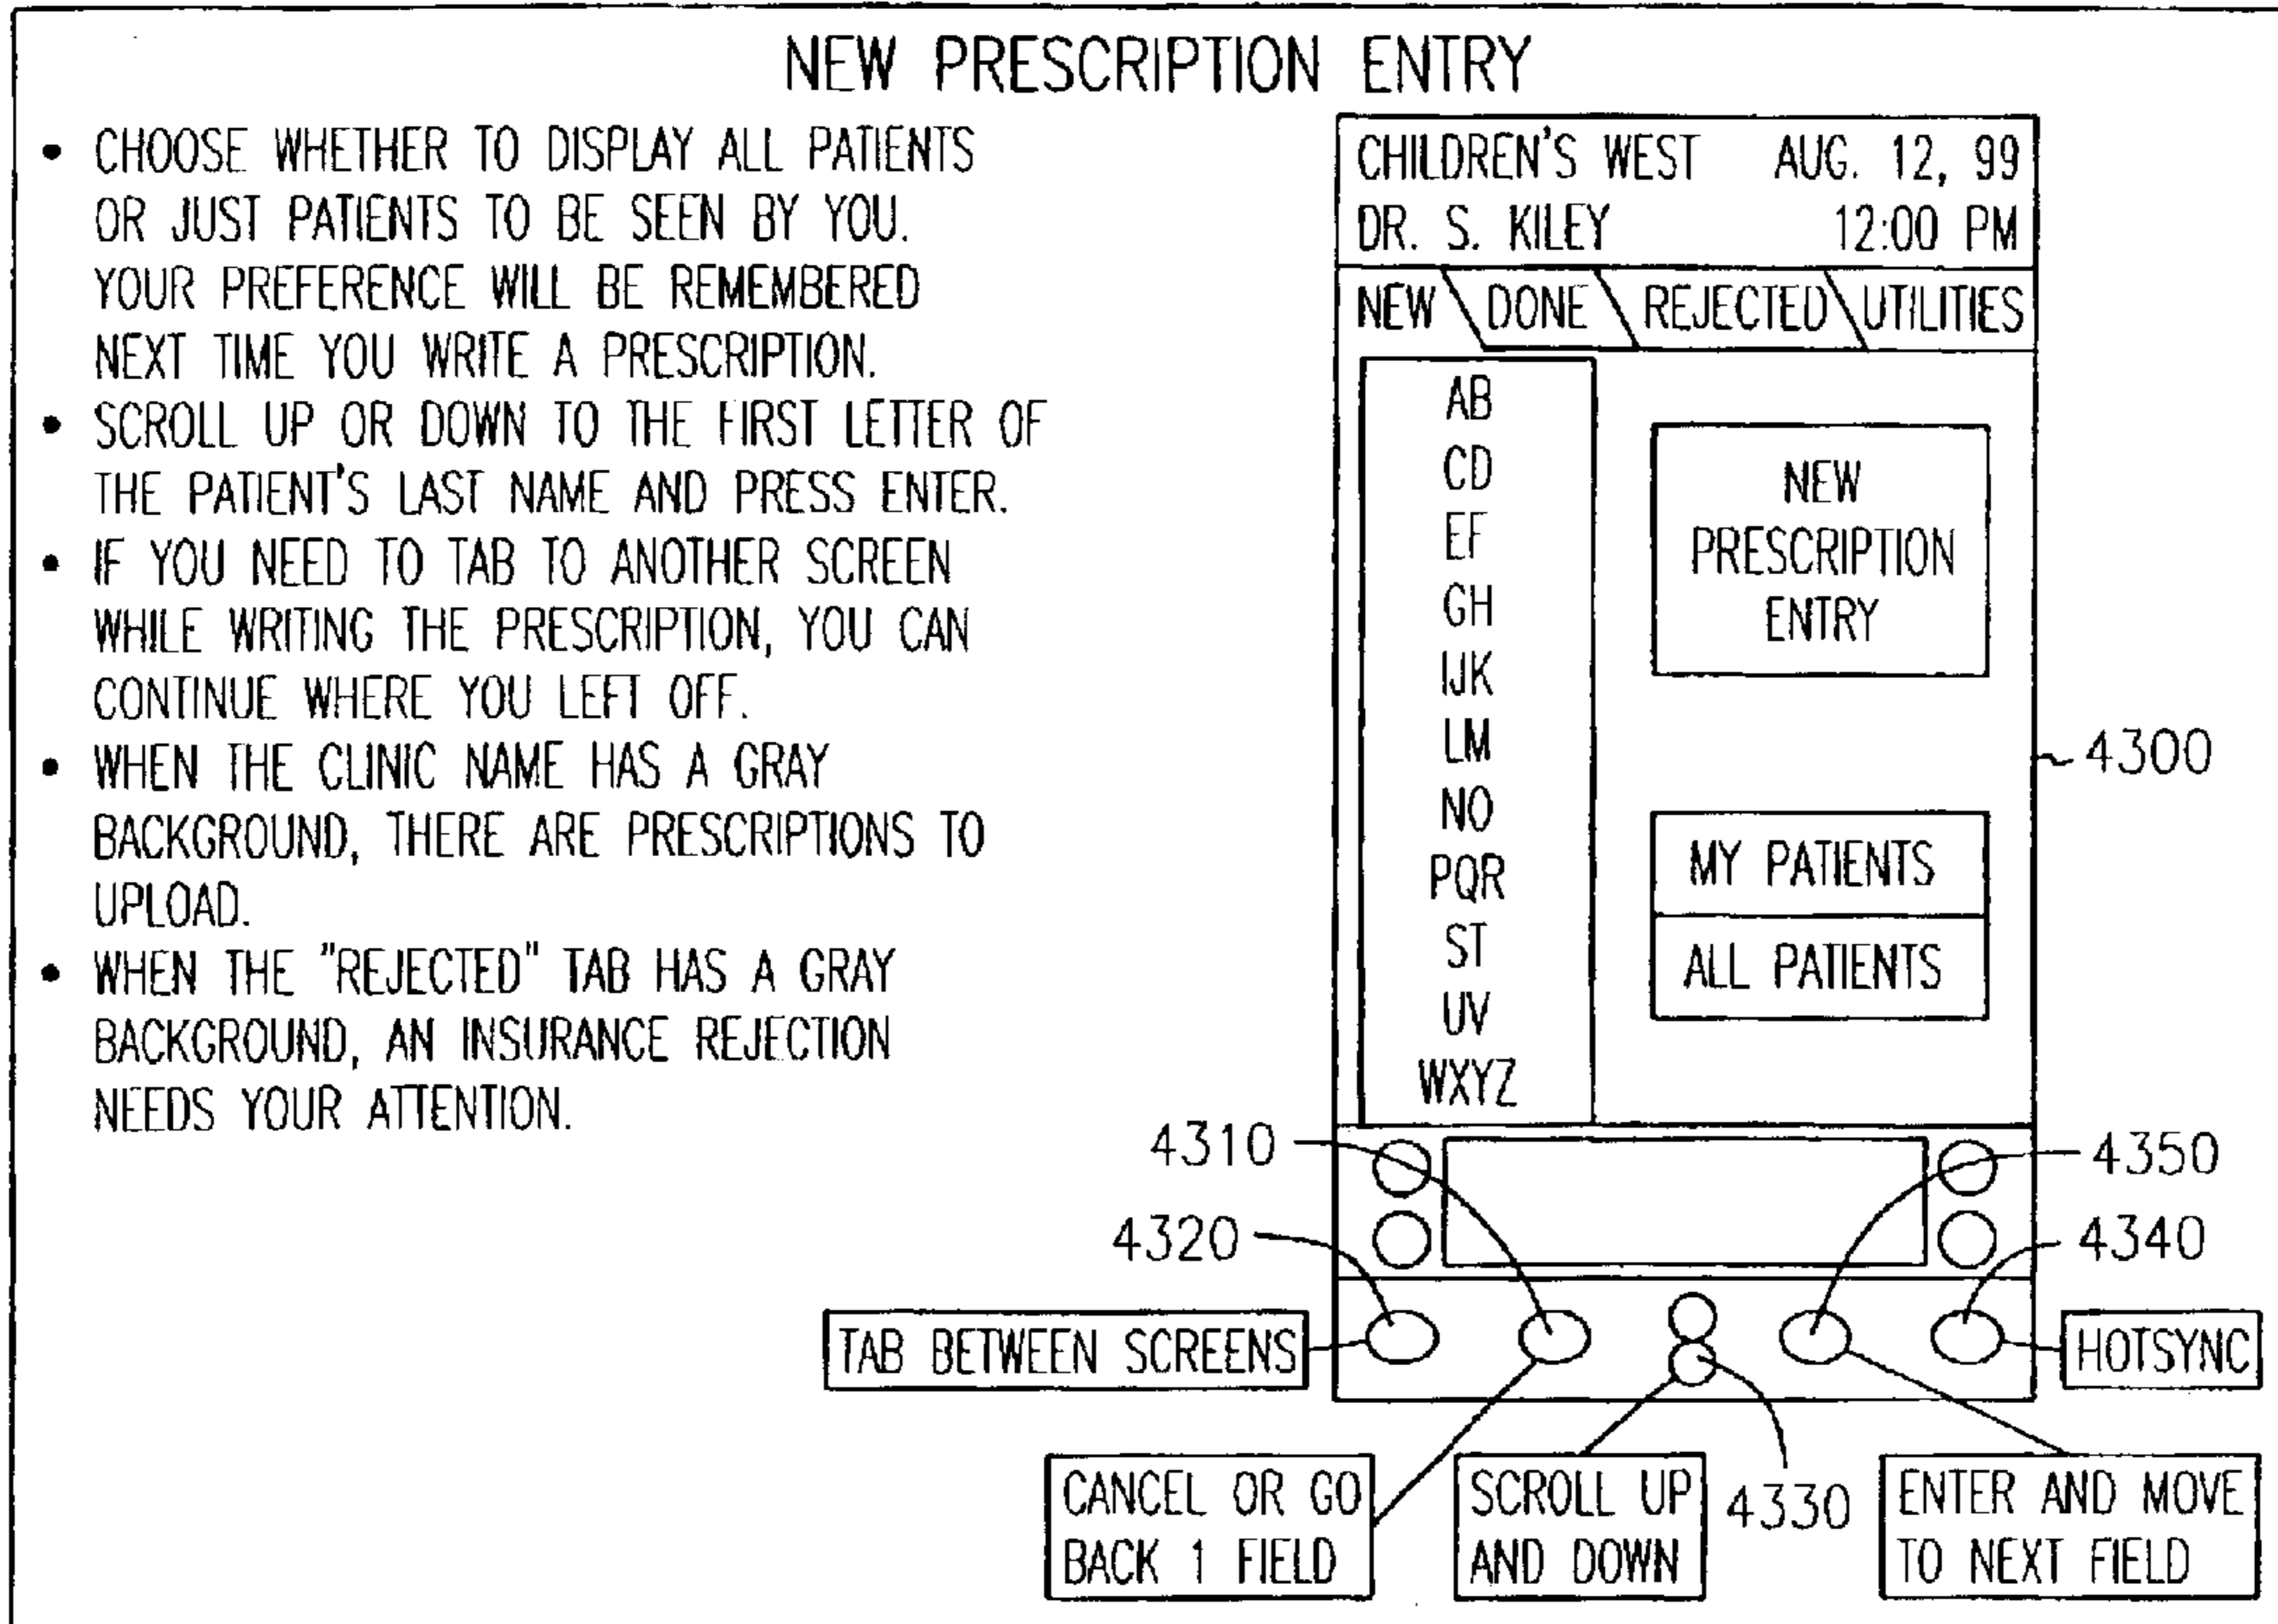 NEW PRESCRIPTION ENTRY
• CHOOSE WHETHER TO DISPLAY ALL PATIENTS
OR JUST PATIENTS TO BE SEEN BY YOU.
YOUR PREFERENCE WILL BE REMEMBERED
NEXT TIME YOU WRITE A PRESCRIPTION.
• SCROLL UP OR DOWN TO THE FIRST LETTER OF
THE PATIENT'S LAST NAME AND PRESS ENTER.
• IF YOU NEED TO TAB TO ANOTHER SCREEN
WHILE WRITING THE PRESCRIPTION, YOU CAN
CONTINUE WHERE YOU LEFT OFF.
• WHEN THE CLINIC NAME HAS A GRAY
BACKGROUND, THERE ARE PRESCRIPTIONS TO
UPLOAD.
• WHEN THE "REJECTED" TAB HAS A GRAY
BACKGROUND, AN INSURANCE REJECTION
NEEDS YOUR ATTENTION.
CHILDREN'S WEST AUG. 12, 99
DR. S. KILEY 12:00 PM
NEW DONE REJECTED UTILITIES
AB
CD
EF
GH
IJK
LM
NO
PQR
ST
UV
WXYZ
NEW
PRESCRIPTION
ENTRY
MY PATIENTS
ALL PATIENTS
4300
4310
4350
4320
4340
TAB BETWEEN SCREENS
HOTSYNC
CANCEL OR GO
BACK 1 FIELD
SCROLL UP
AND DOWN
4330
ENTER AND MOVE
TO NEXT FIELD